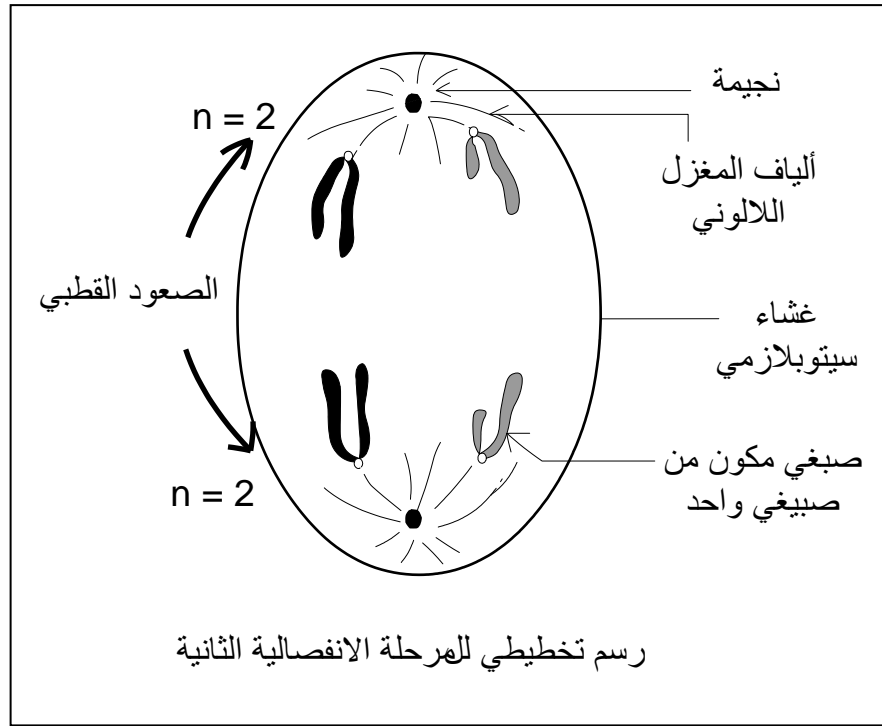 نجيمة
n = 2
ألياف المغزل
اللالوني
الصعود القطبي
غشاء
سيتوبلازمي
صبغي مكون من
صبيغي واحد
n = 2
رسم تخطيطي للمرحلة الانفصالية الثانية